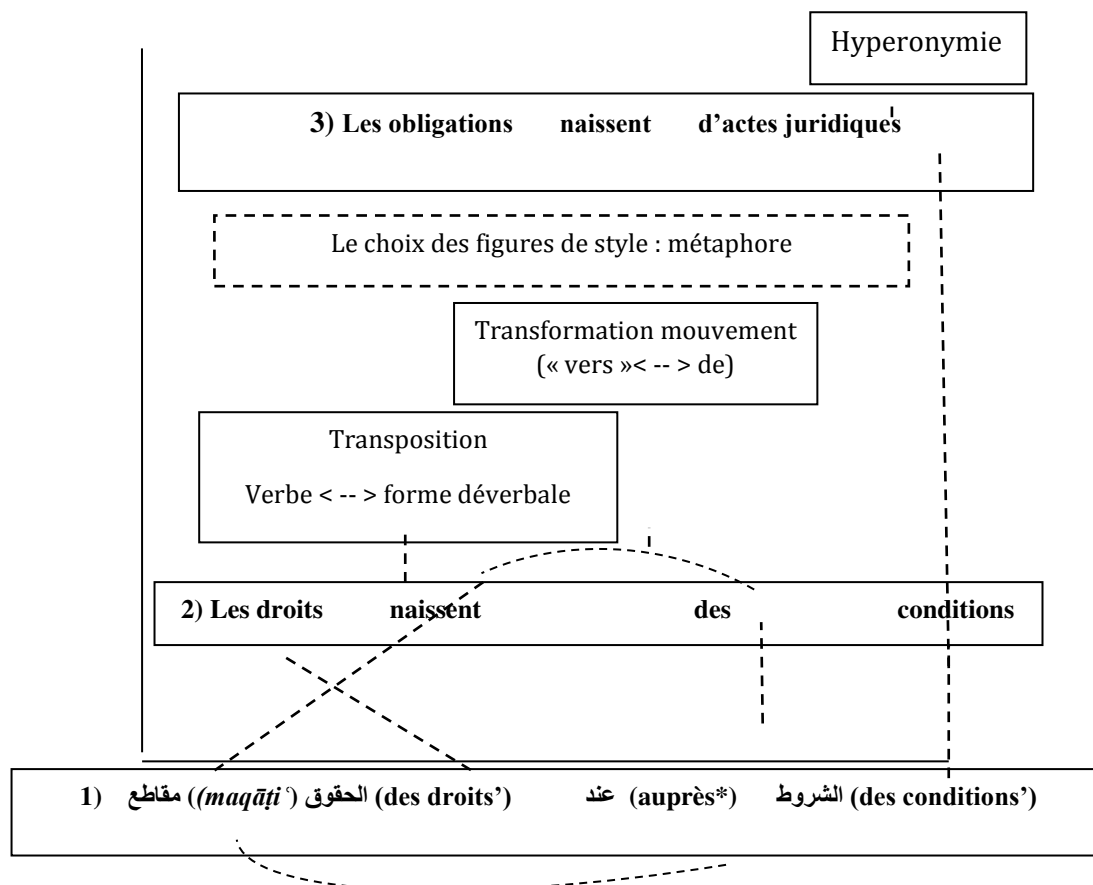 Hyperonymie
3) Les obligations naissent d’actes juridiques
Le choix des figures de style : métaphore
Transformation mouvement
(« vers »< -- > de)
Transposition
Verbe < -- > forme déverbale
2) Les droits naissent des conditions
1) مقاطع ((maqāṭiʿ) الحقوق (des droits’) عند (auprès*) الشروط (des conditions’)